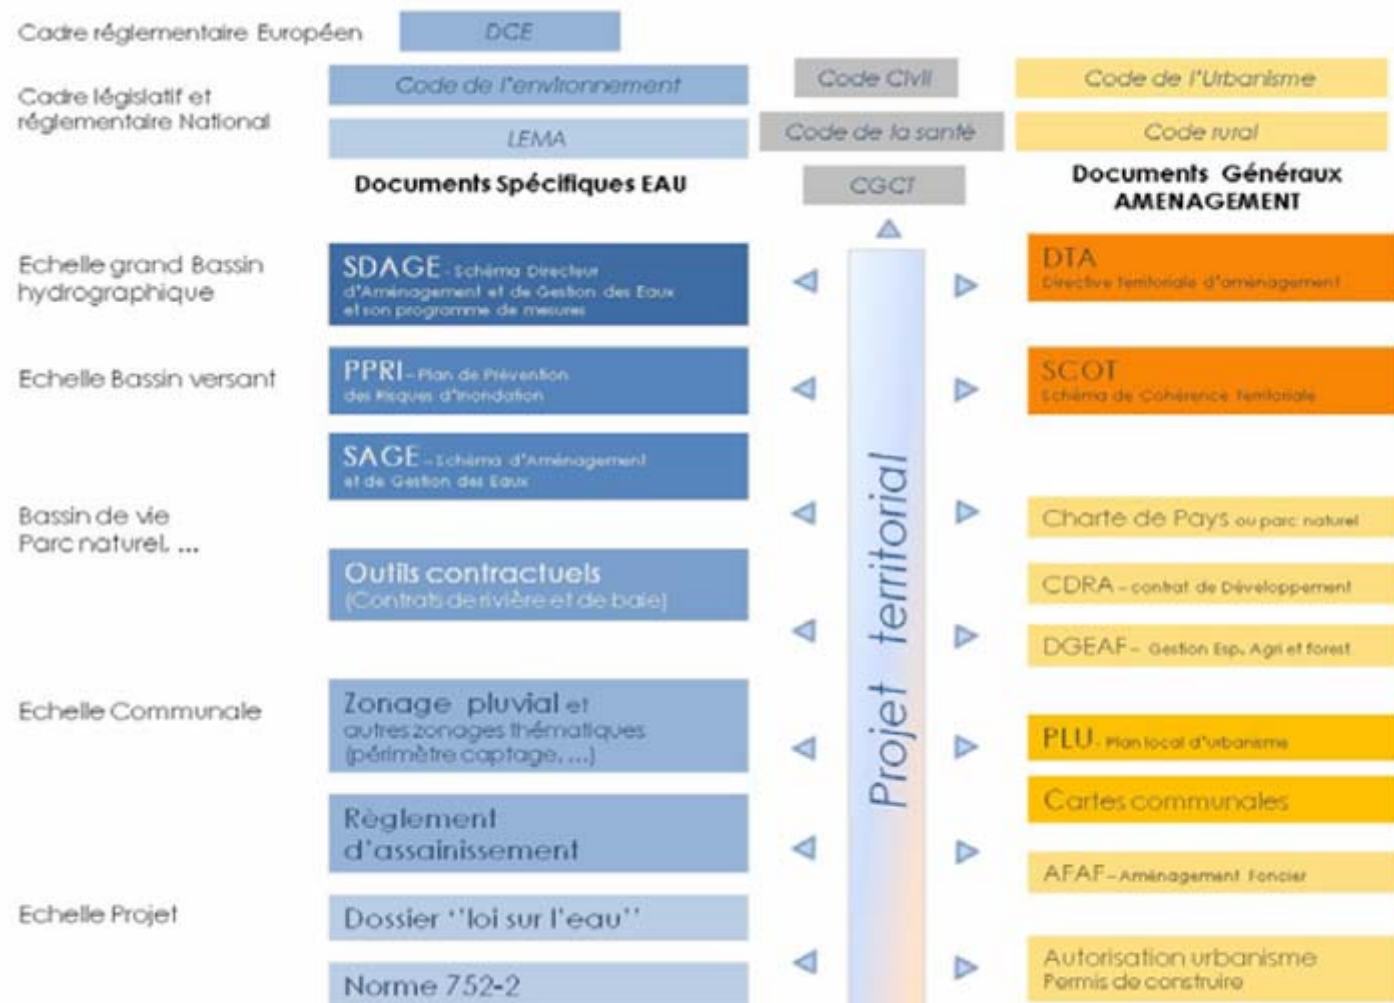 Cadre réglementaire Européen
DCE
Cadre législatif et
réglementaire National
Code de l'environnement
Code Civil
Code de l'Urbanisme
LEMA
Code de la santé
Code rural
Documents Spécifiques EAU
CGCT
Documents Généraux
AMENAGEMENT
Echelle grand Bassin
hydrographique
SDAGE - Schéma Directeur
d'Aménagement et de Gestion des Eaux
et son programme de mesures
DTA
Directive territoriale d'aménagement
Echelle Bassin versant
PPRI - Plan de Prévention
des Risques d'Inondation
SCOT
Schéma de Cohérence Territoriale
SAGE - Schéma d'Aménagement
et de Gestion des Eaux
Bassin de vie
Parc naturel, ...
Charte de Pays ou parc naturel
Outils contractuels
(Contrats de rivière et de baie)
CDRA - contrat de Développement
DGEAF - Gestion Esp. Agri et forest
Projet territorial
Echelle Communale
Zonage pluvial et
autres zonages thématiques
(périmètre captage, ...)
PLU - Plan local d'urbanisme
Cartes communales
Règlement
d'assainissement
AFAF - Aménagement Foncier
Echelle Projet
Dossier ''loi sur l'eau''
Norme 752-2
Autorisation urbanisme
Permis de construire